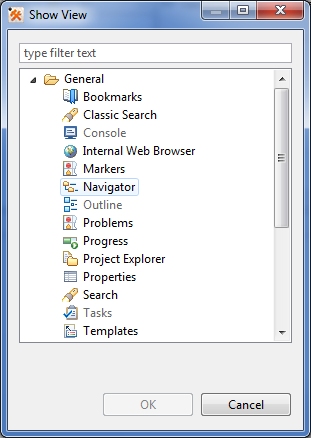 Show View
type filter text
General
Bookmarks
Classic Search
Console
Internal Web Browser
Markers
Navigator
Outline
Problems
Progress
Project Explorer
Properties
Search
Tasks
Templates
OK Cancel